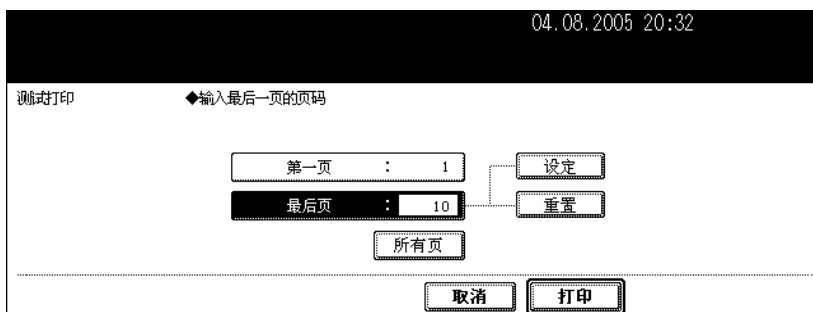 04.08.2005 20:32
测试打印 ◆输入最后一页的页码
第一页 : 1 设定
最后页 : 10 重置
所有页
取消 打印